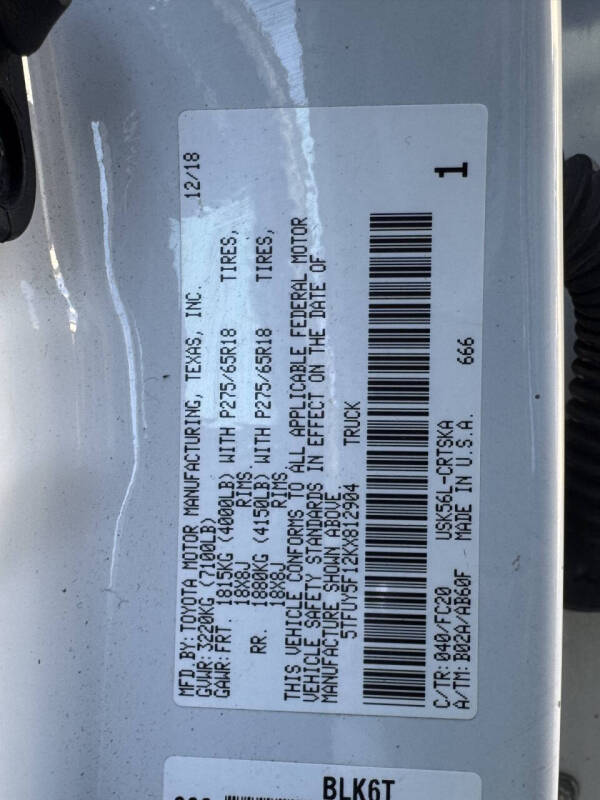 MFD.BY:TOYOTA MOTOR MANUFACTURING, TEXAS, INC. 12/18
GVWR:3220KG (7100LB)
GAWR: FRT. 1815KG (4000LB) WITH P275/65R18 TIRES,
18X8J RIMS.
RR. 1880KG (4150LB) WITH P275/65R18 TIRES,
18X8J RIMS.
THIS VEHICLE CONFORMS TO ALL APPLICABLE FEDERAL MOTOR
VEHICLE SAFETY STANDARDS IN EFFECT ON THE DATE OF
MANUFACTURE SHOWN ABOVE.
5TFUY5F12KX812904 TRUCK
C/TR: 040/FC20 USK56L-CRTSKA 666 1
A/TM: B02A/AB60F MADE IN U.S.A.
BLK6T